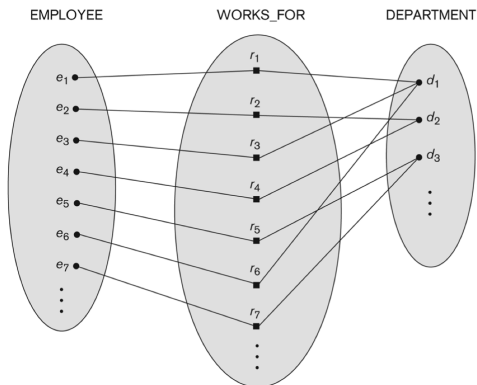 EMPLOYEE
WORKS_FOR
DEPARTMENT
e1
e2
e3
e4
e5
e6
e7
r1
r2
r3
r4
r5
r6
r7
d1
d2
d3